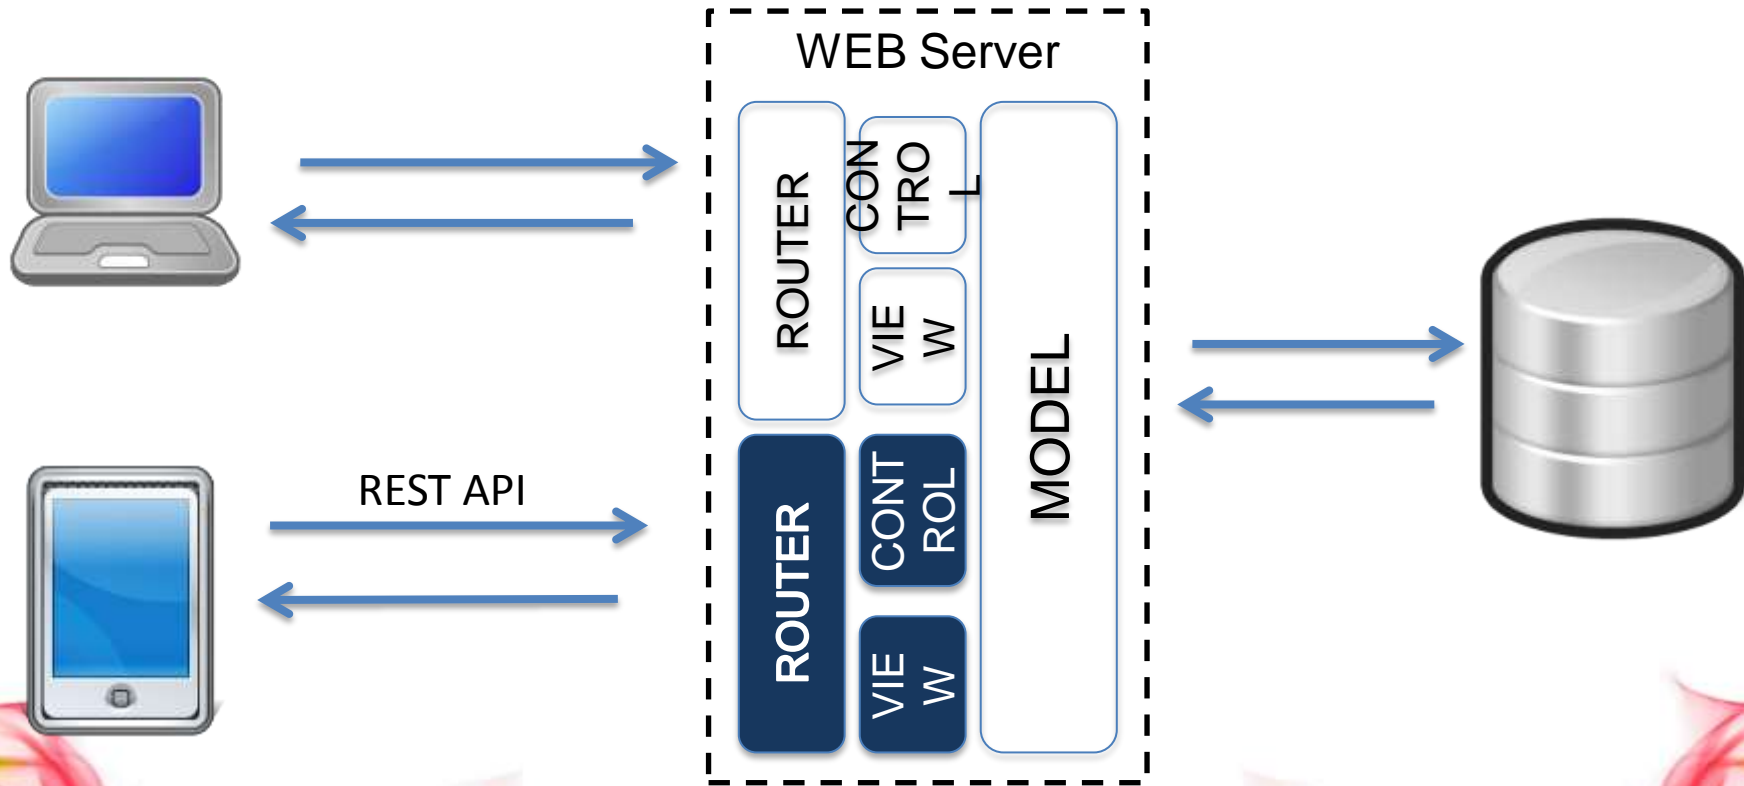 WEB Server
ROUTER
CON
TRO
L
VIE
W
MODEL
REST API
ROUTER
CONT
ROL
VIE
W